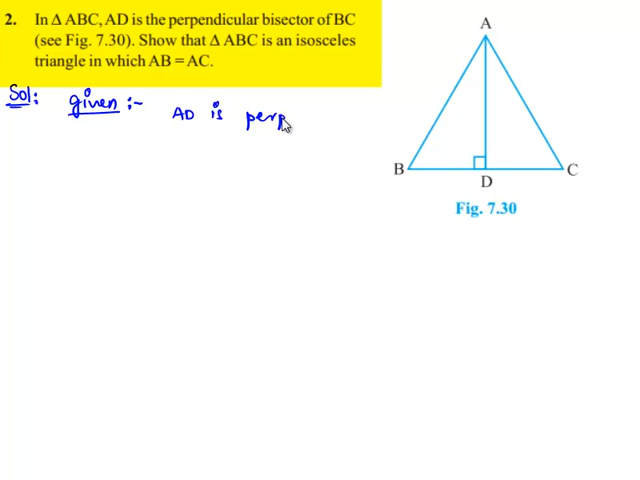 2. In Δ ABC, AD is the perpendicular bisector of BC
(see Fig. 7.30). Show that Δ ABC is an isosceles
triangle in which AB = AC.
Sol: given :- AD is perp
A
B
C
D
Fig. 7.30